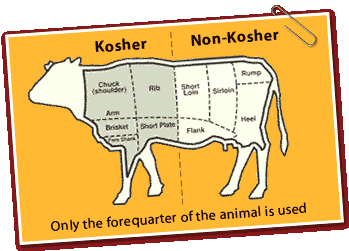 Kosher
Non-Kosher
Chuck
(shoulder)
Rib
Short
Loin
Sirloin
Rump
Arm
Brisket
Short Plate
Flank
Heel
Fore Shank
Only the forequarter of the animal is used